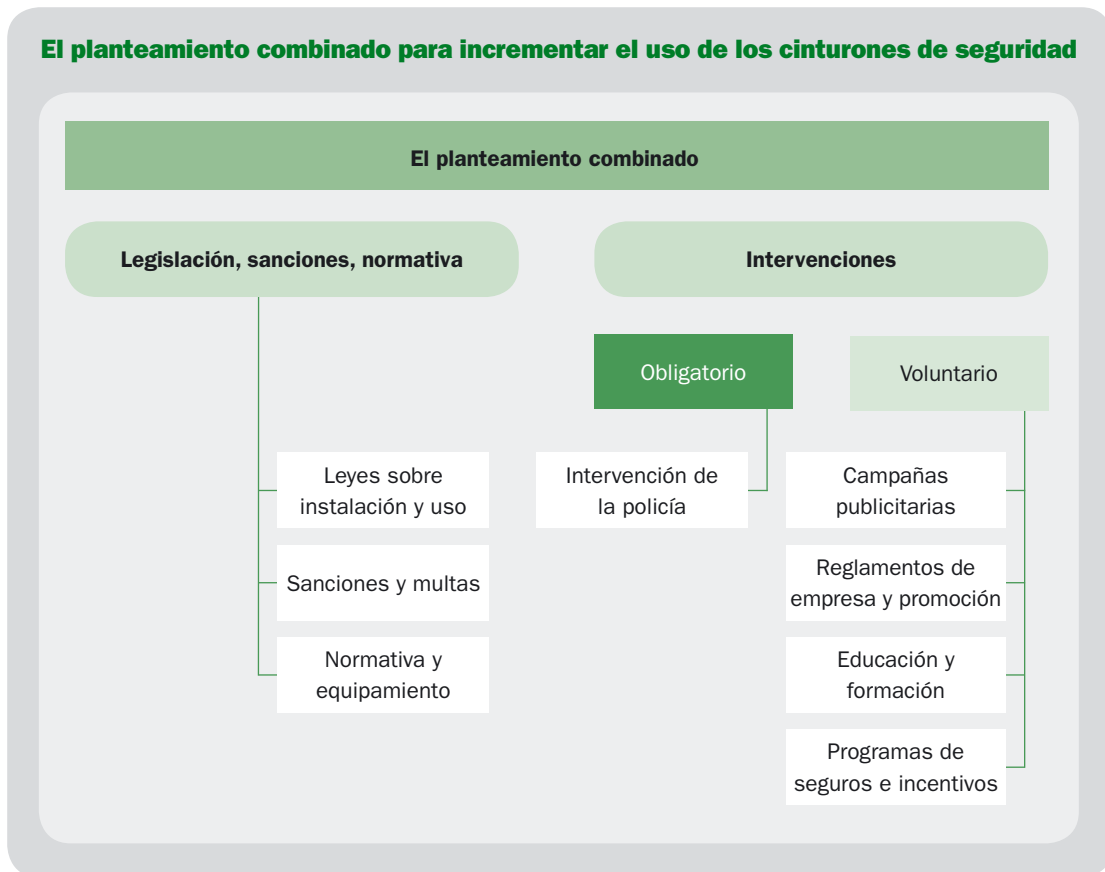 El planteamiento combinado para incrementar el uso de los cinturones de seguridad
El planteamiento combinado
Legislación, sanciones, normativa
Intervenciones
Obligatorio
Voluntario
Leyes sobre
instalación y uso
Sanciones y multas
Normativa y
equipamiento
Intervención de
la policía
Campañas
publicitarias
Reglamentos de
empresa y promoción
Educación y
formación
Programas de
seguros e incentivos